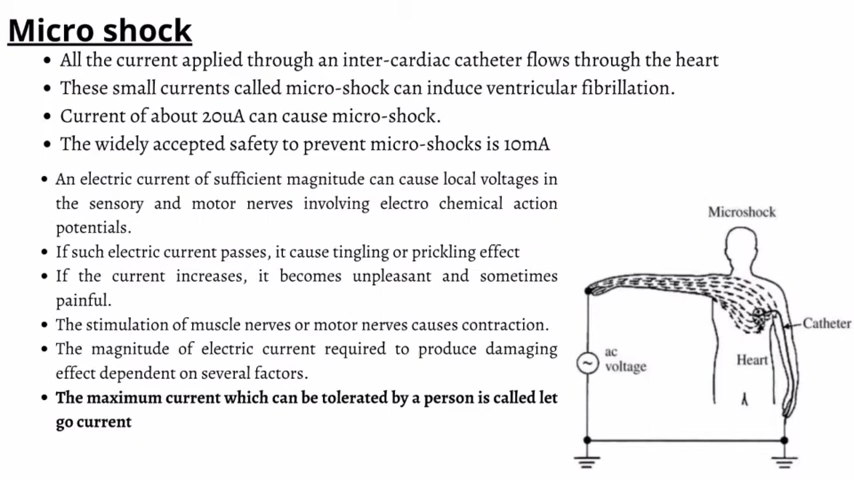 Micro shock
• All the current applied through an inter-cardiac catheter flows through the heart
• These small currents called micro-shock can induce ventricular fibrillation.
• Current of about 20uA can cause micro-shock.
• The widely accepted safety to prevent micro-shocks is 10mA
• An electric current of sufficient magnitude can cause local voltages in
the sensory and motor nerves involving electro chemical action
potentials.
• If such electric current passes, it cause tingling or prickling effect
• If the current increases, it becomes unpleasant and sometimes
painful.
• The stimulation of muscle nerves or motor nerves causes contraction.
• The magnitude of electric current required to produce damaging
effect dependent on several factors.
• The maximum current which can be tolerated by a person is called let
go current
Microshock
Catheter
ac
voltage
Heart